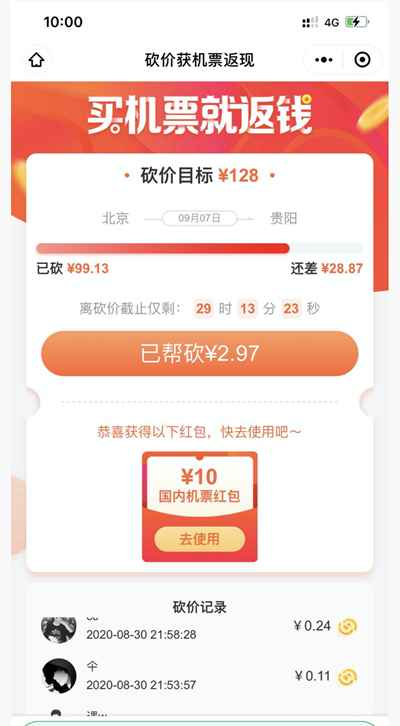 10:00
4G
砍价获机票返现
买机票就返钱
砍价目标 ¥128
北京 09月07日 贵阳
已砍 ¥99.13 还差 ¥28.87
离砍价截止仅剩： 29 时 13 分 23 秒
已帮砍¥2.97
恭喜获得以下红包，快去使用吧～
¥10
国内机票红包
去使用
砍价记录
2020-08-30 21:58:28
￥0.24
2020-08-30 21:53:57
￥0.11